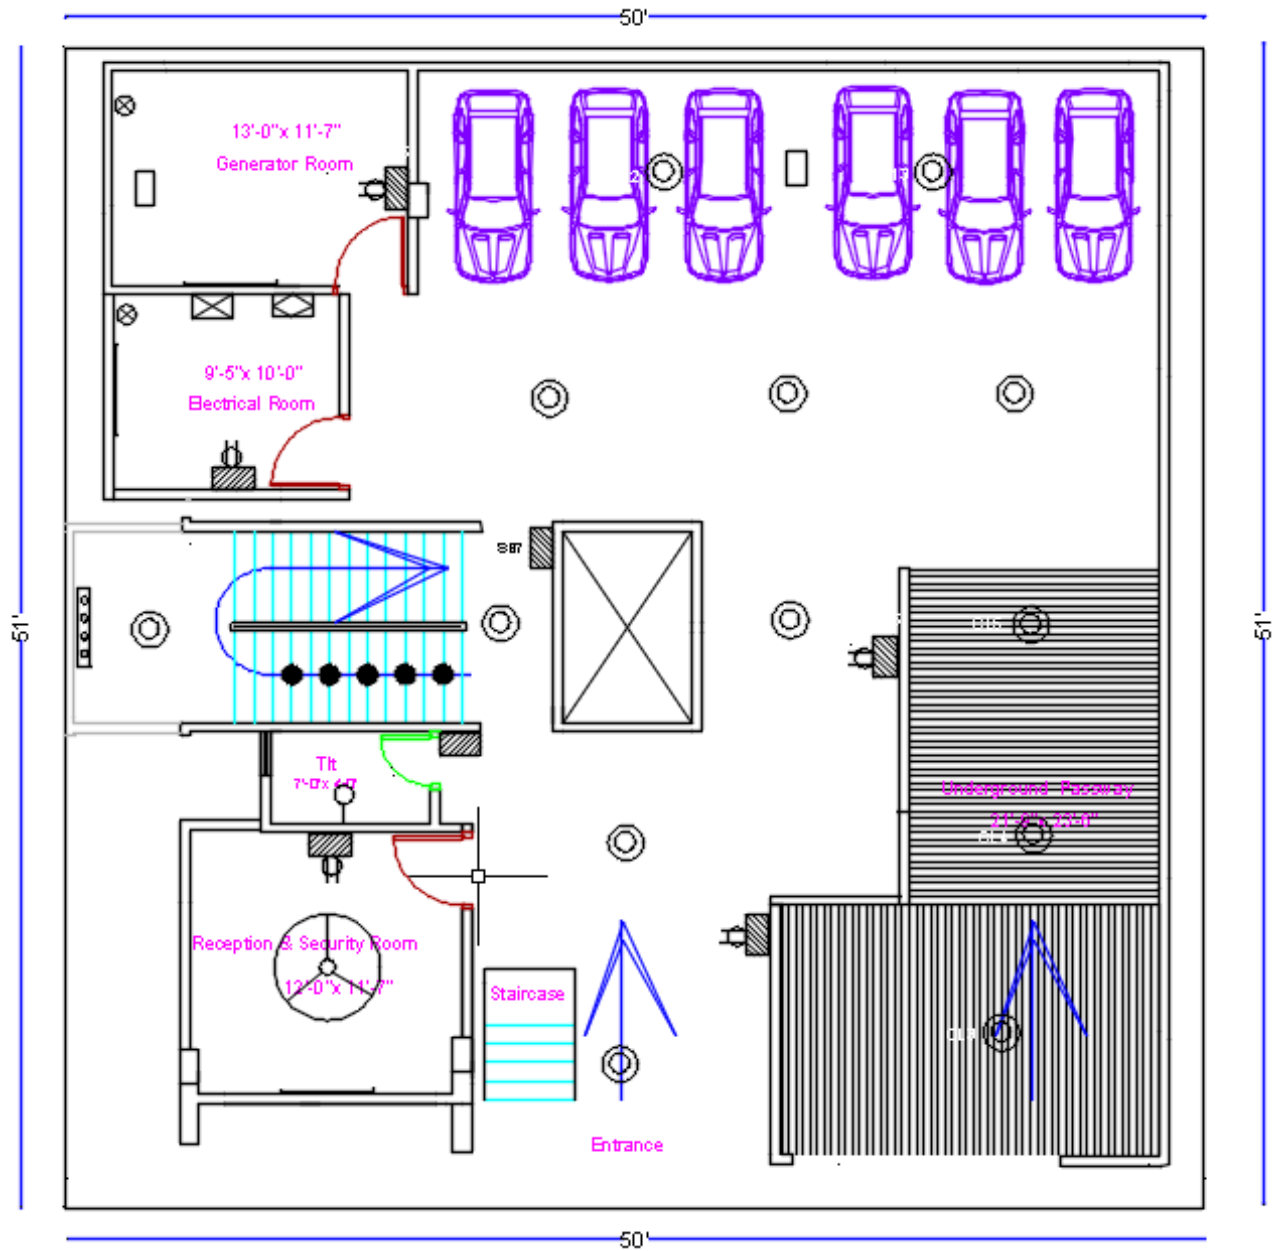 50'
13'-0"x 11'-7"
Generator Room
9'-5"x 10'-0"
Electrical Room
51'
51'
Tlt
Underground Passway
Reception & Security Room
12'-0"x 11'-7"
Staircase
Entrance
50'